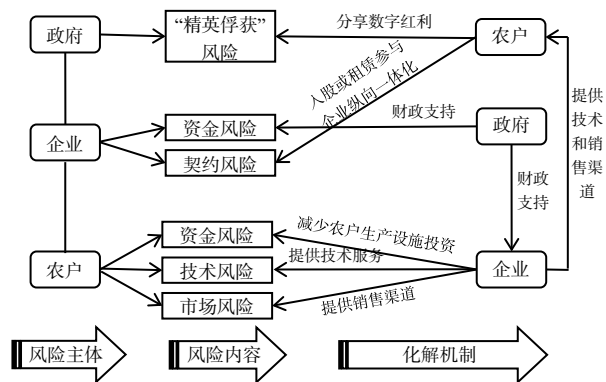 政府
“精英俘获”
风险
分享数字红利
农户
入股或租赁参与
企业纵向一体化
提供
技术
和销
售渠
道
企业
资金风险
财政支持
政府
契约风险
财政
支持
农户
资金风险
减少农户生产设施投资
技术风险
提供技术服务
企业
市场风险
提供销售渠道
风险主体
风险内容
化解机制